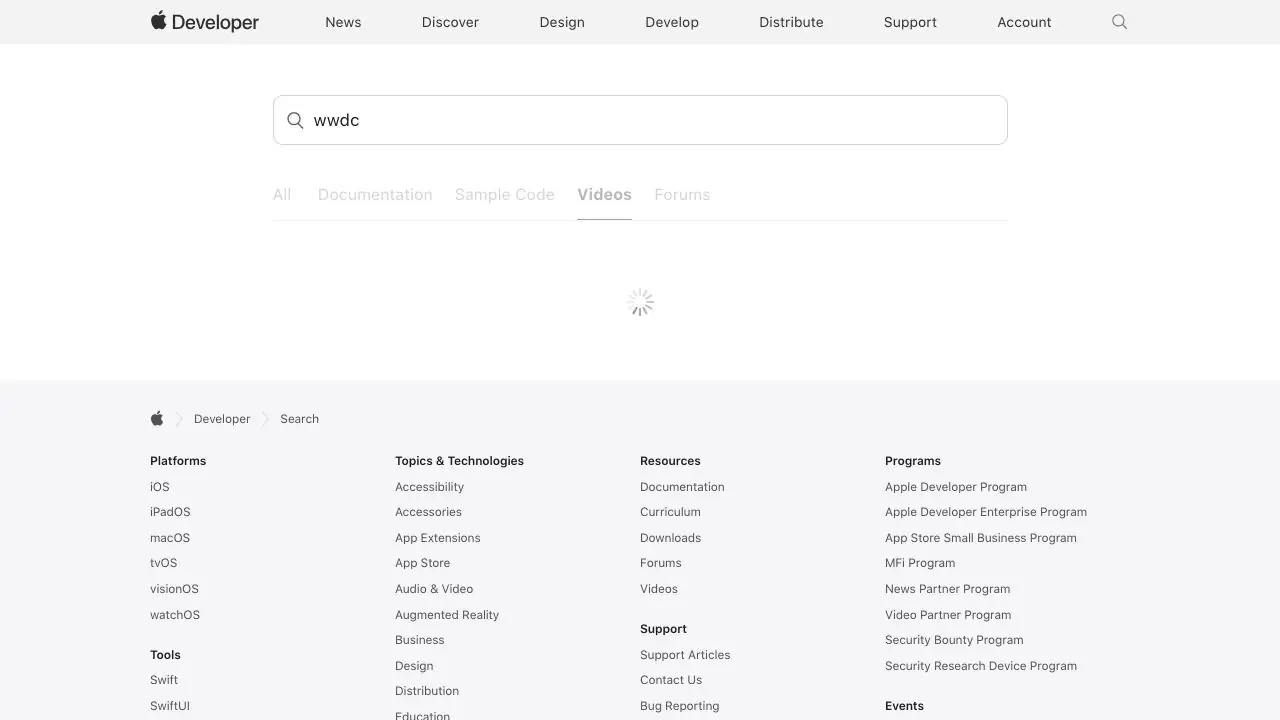 Developer News Discover Design Develop Distribute Support Account
wwdc
All Documentation Sample Code Videos Forums
Developer Search
Platforms
iOS
iPadOS
macOS
tvOS
visionOS
watchOS
Tools
Swift
SwiftUI
Topics & Technologies
Accessibility
Accessories
App Extensions
App Store
Audio & Video
Augmented Reality
Business
Design
Distribution
Education
Resources
Documentation
Curriculum
Downloads
Forums
Videos
Support
Support Articles
Contact Us
Bug Reporting
Programs
Apple Developer Program
Apple Developer Enterprise Program
App Store Small Business Program
MFi Program
News Partner Program
Video Partner Program
Security Bounty Program
Security Research Device Program
Events